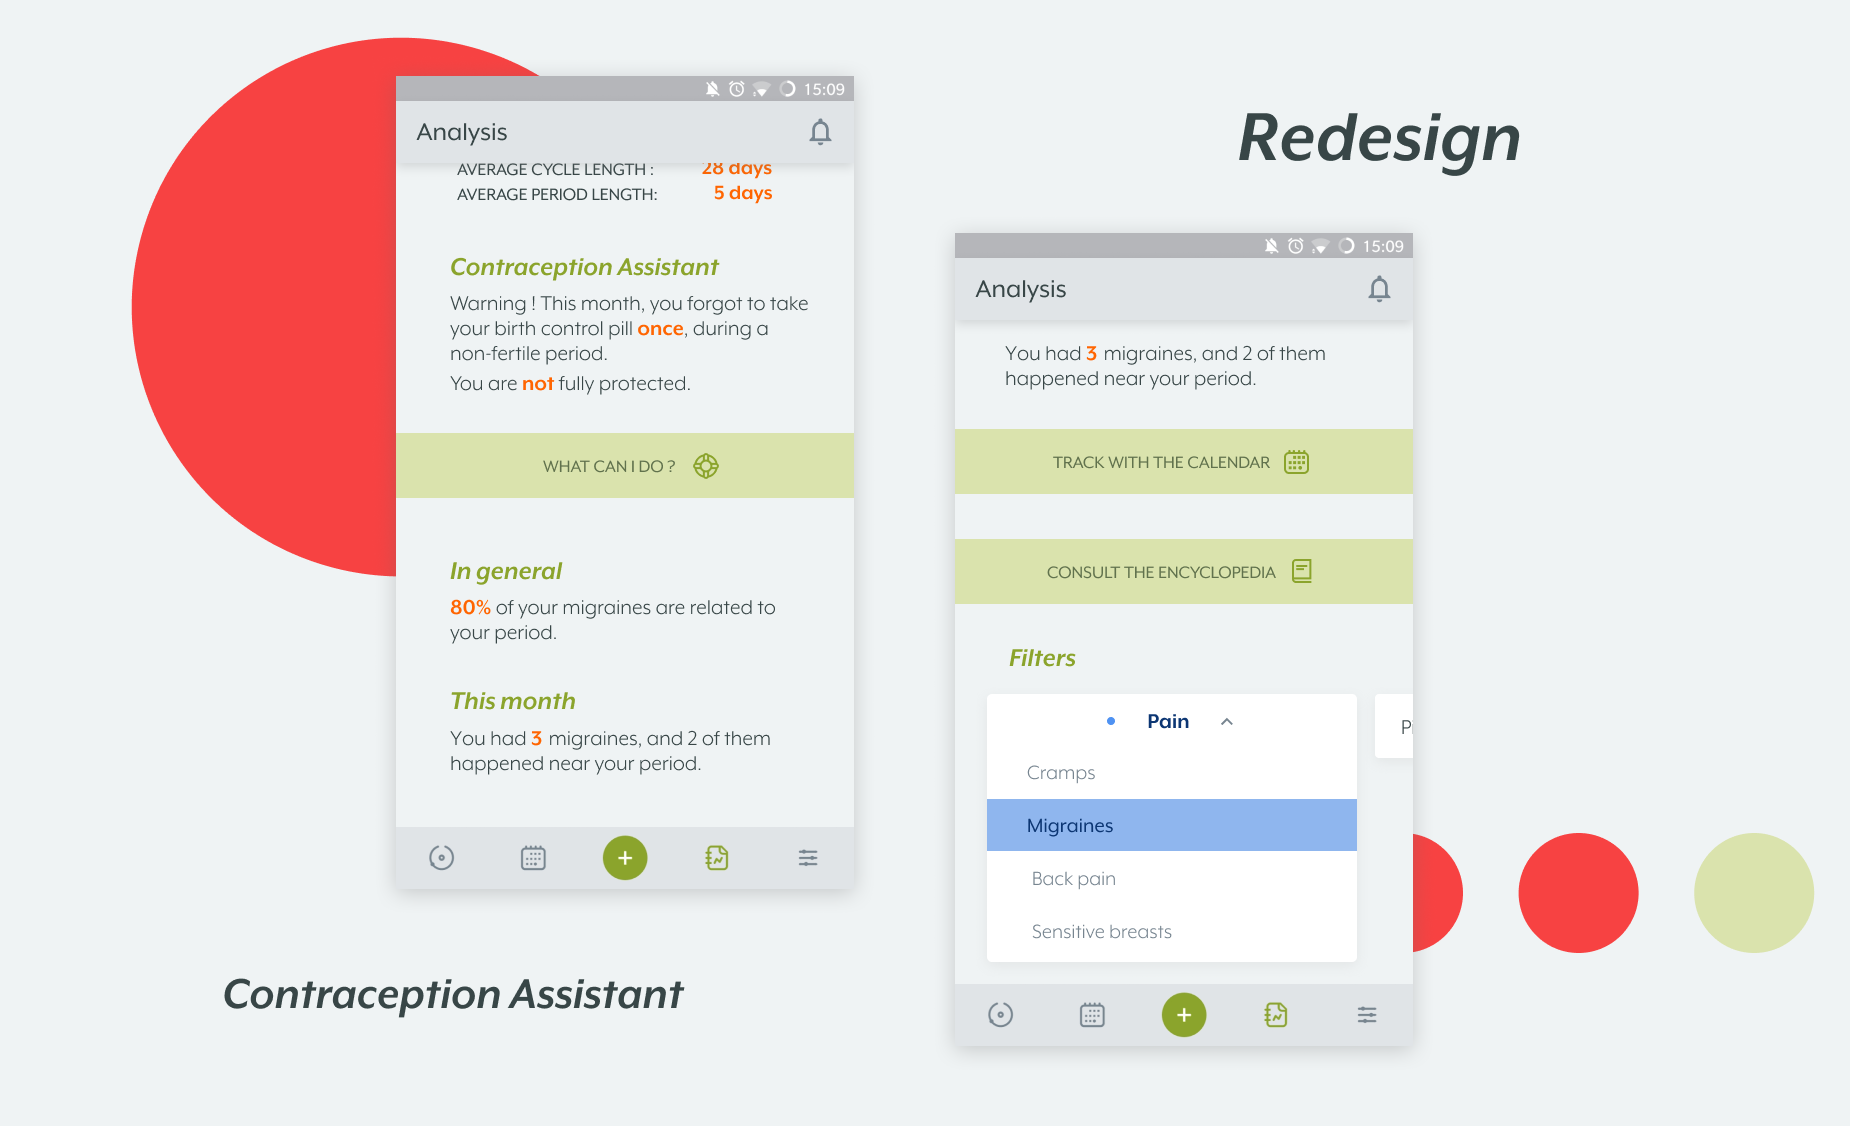 Redesign
15:09
Analysis
AVERAGE CYCLE LENGTH : 28 days
AVERAGE PERIOD LENGTH: 5 days
Contraception Assistant
Warning ! This month, you forgot to take
your birth control pill once, during a
non-fertile period.
You are not fully protected.
WHAT CAN I DO ?
In general
80% of your migraines are related to
your period.
This month
You had 3 migraines, and 2 of them
happened near your period.
Contraception Assistant
15:09
Analysis
You had 3 migraines, and 2 of them
happened near your period.
TRACK WITH THE CALENDAR
CONSULT THE ENCYCLOPEDIA
Filters
Pain
Cramps
Migraines
Back pain
Sensitive breasts